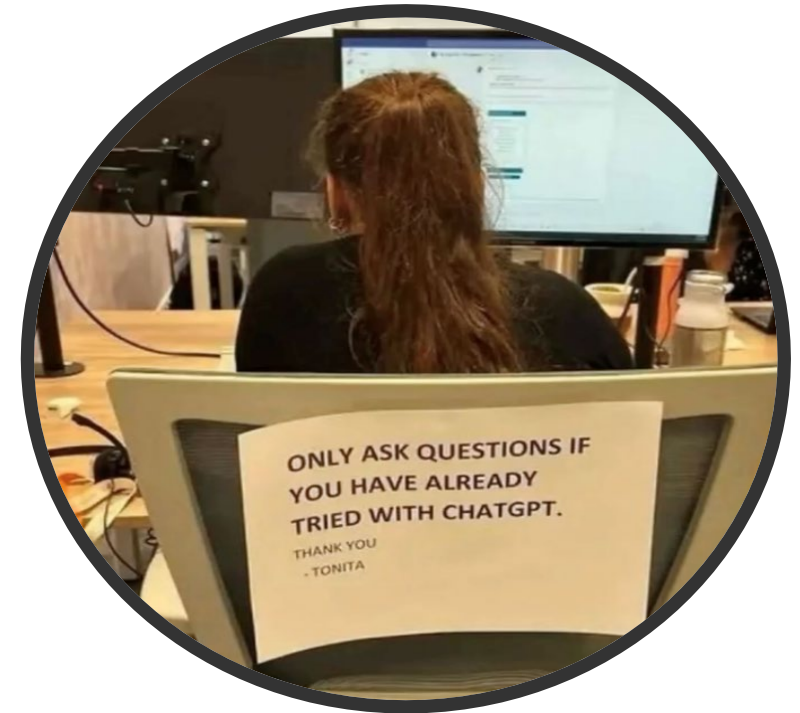 ONLY ASK QUESTIONS IF
YOU HAVE ALREADY
TRIED WITH CHATGPT.
THANK YOU
- TONITA